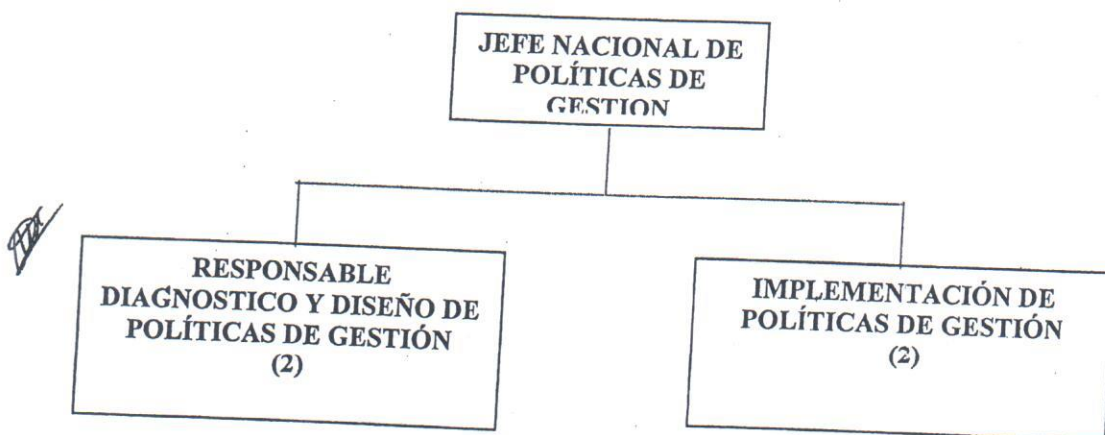 JEFE NACIONAL DE
POLÍTICAS DE
GESTION
RESPONSABLE
DIAGNOSTICO Y DISEÑO DE
POLÍTICAS DE GESTIÓN
(2)
IMPLEMENTACIÓN DE
POLÍTICAS DE GESTIÓN
(2)